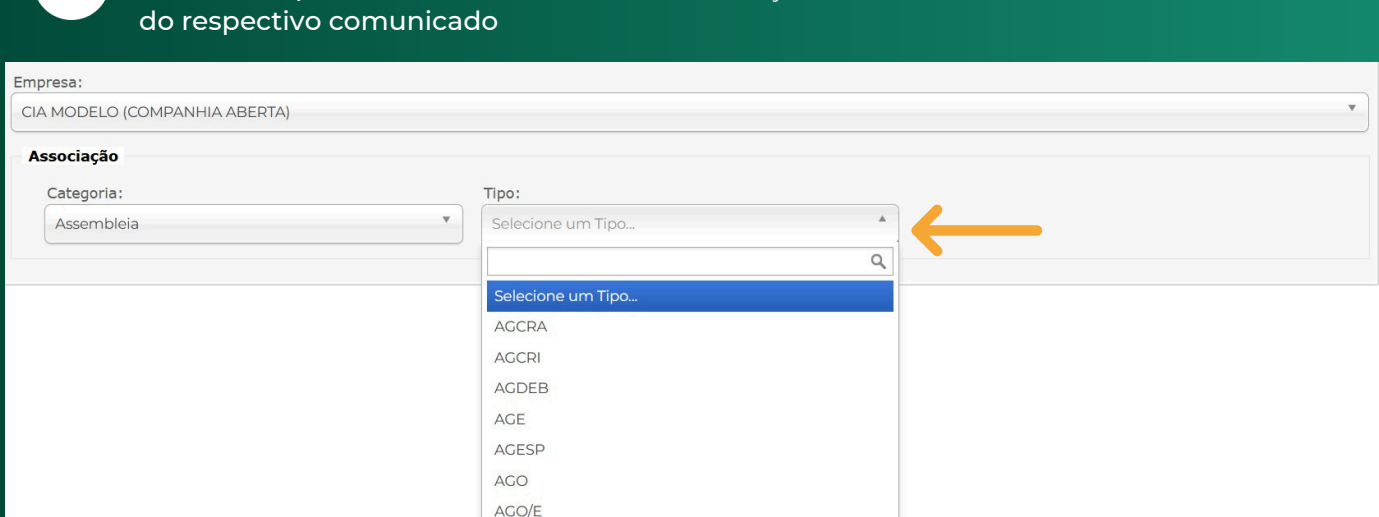 do respectivo comunicado
Empresa:
CIA MODELO (COMPANHIA ABERTA)
Associação
Categoria:
Tipo:
Assembleia
Selecione um Tipo...
Selecione um Tipo...
AGCRA
AGCRI
AGDEB
AGE
AGESP
AGO
AGO/E